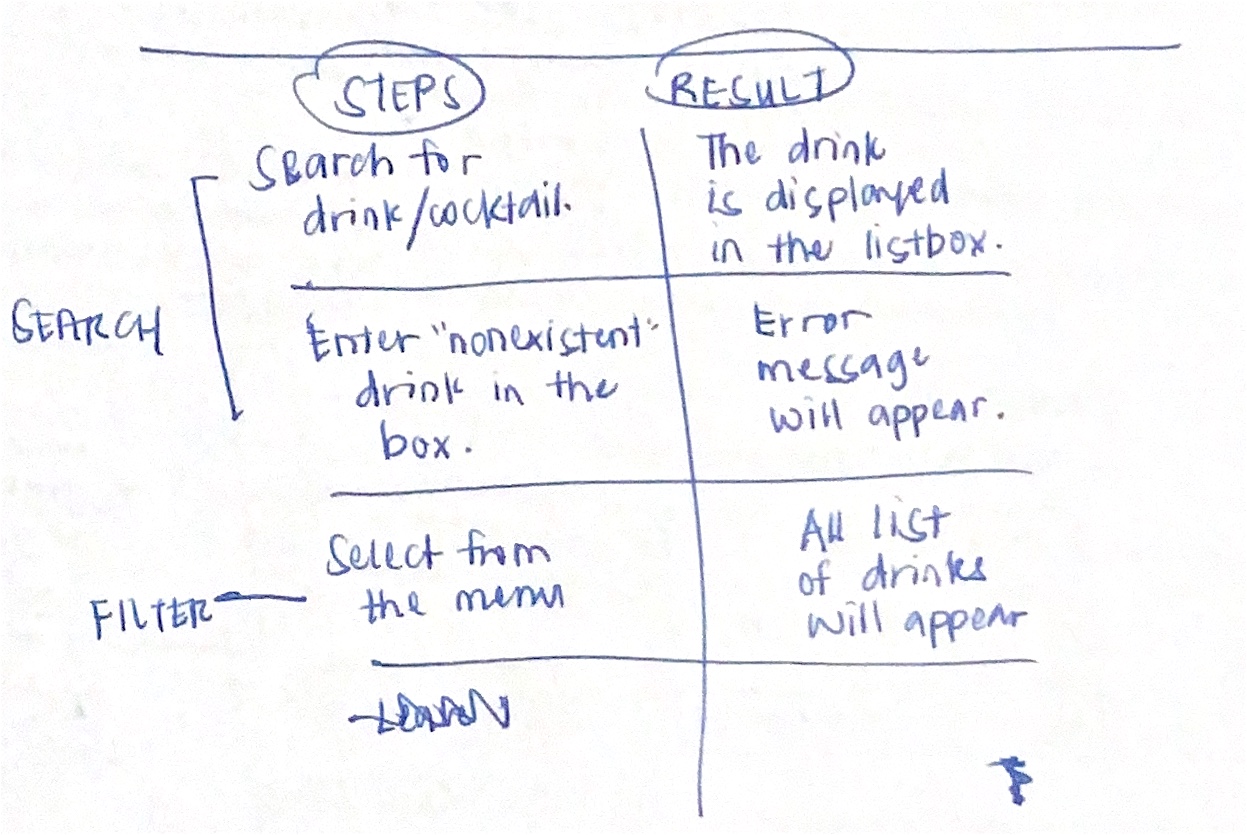 STEPS RESULT
Search for
drink/cocktail.
The drink
is displayed
in the listbox.
SEARCH
Enter "nonexistent"
drink in the
box.
Error
message
will appear.
FILTER
Select from
the menu
All list
of drinks
will appear